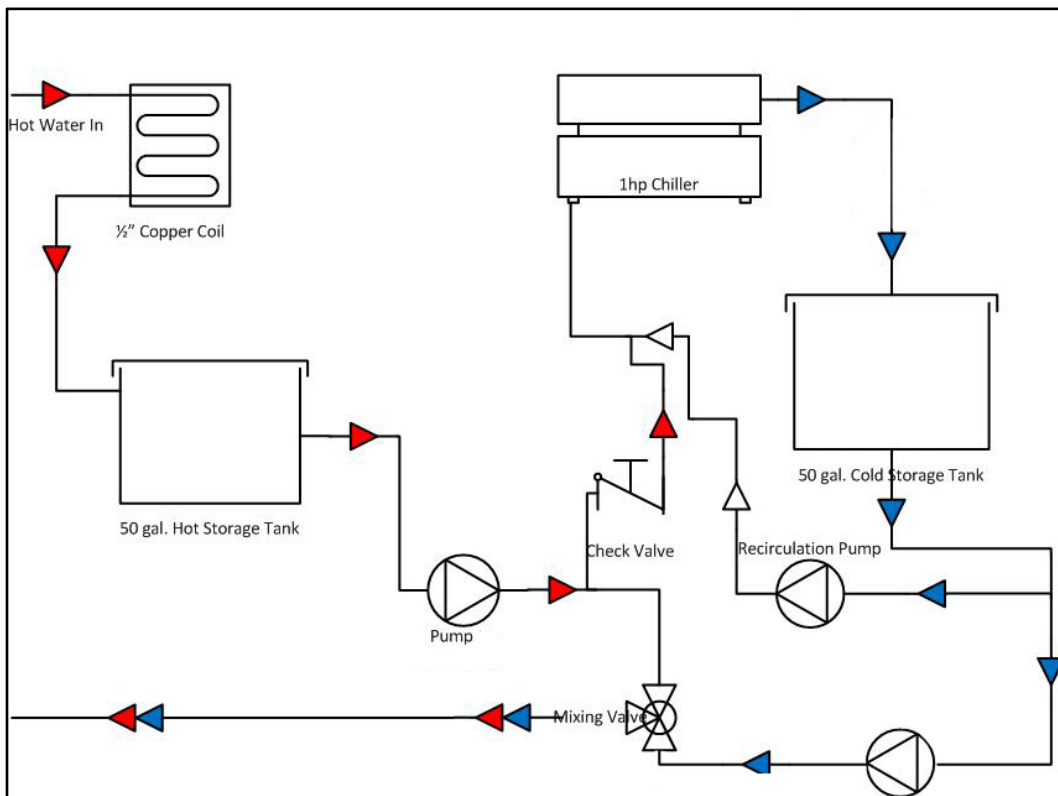 Hot Water In
1hp Chiller
½” Copper Coil
50 gal. Cold Storage Tank
50 gal. Hot Storage Tank
Check Valve
Recirculation Pump
Pump
Mixing Valve